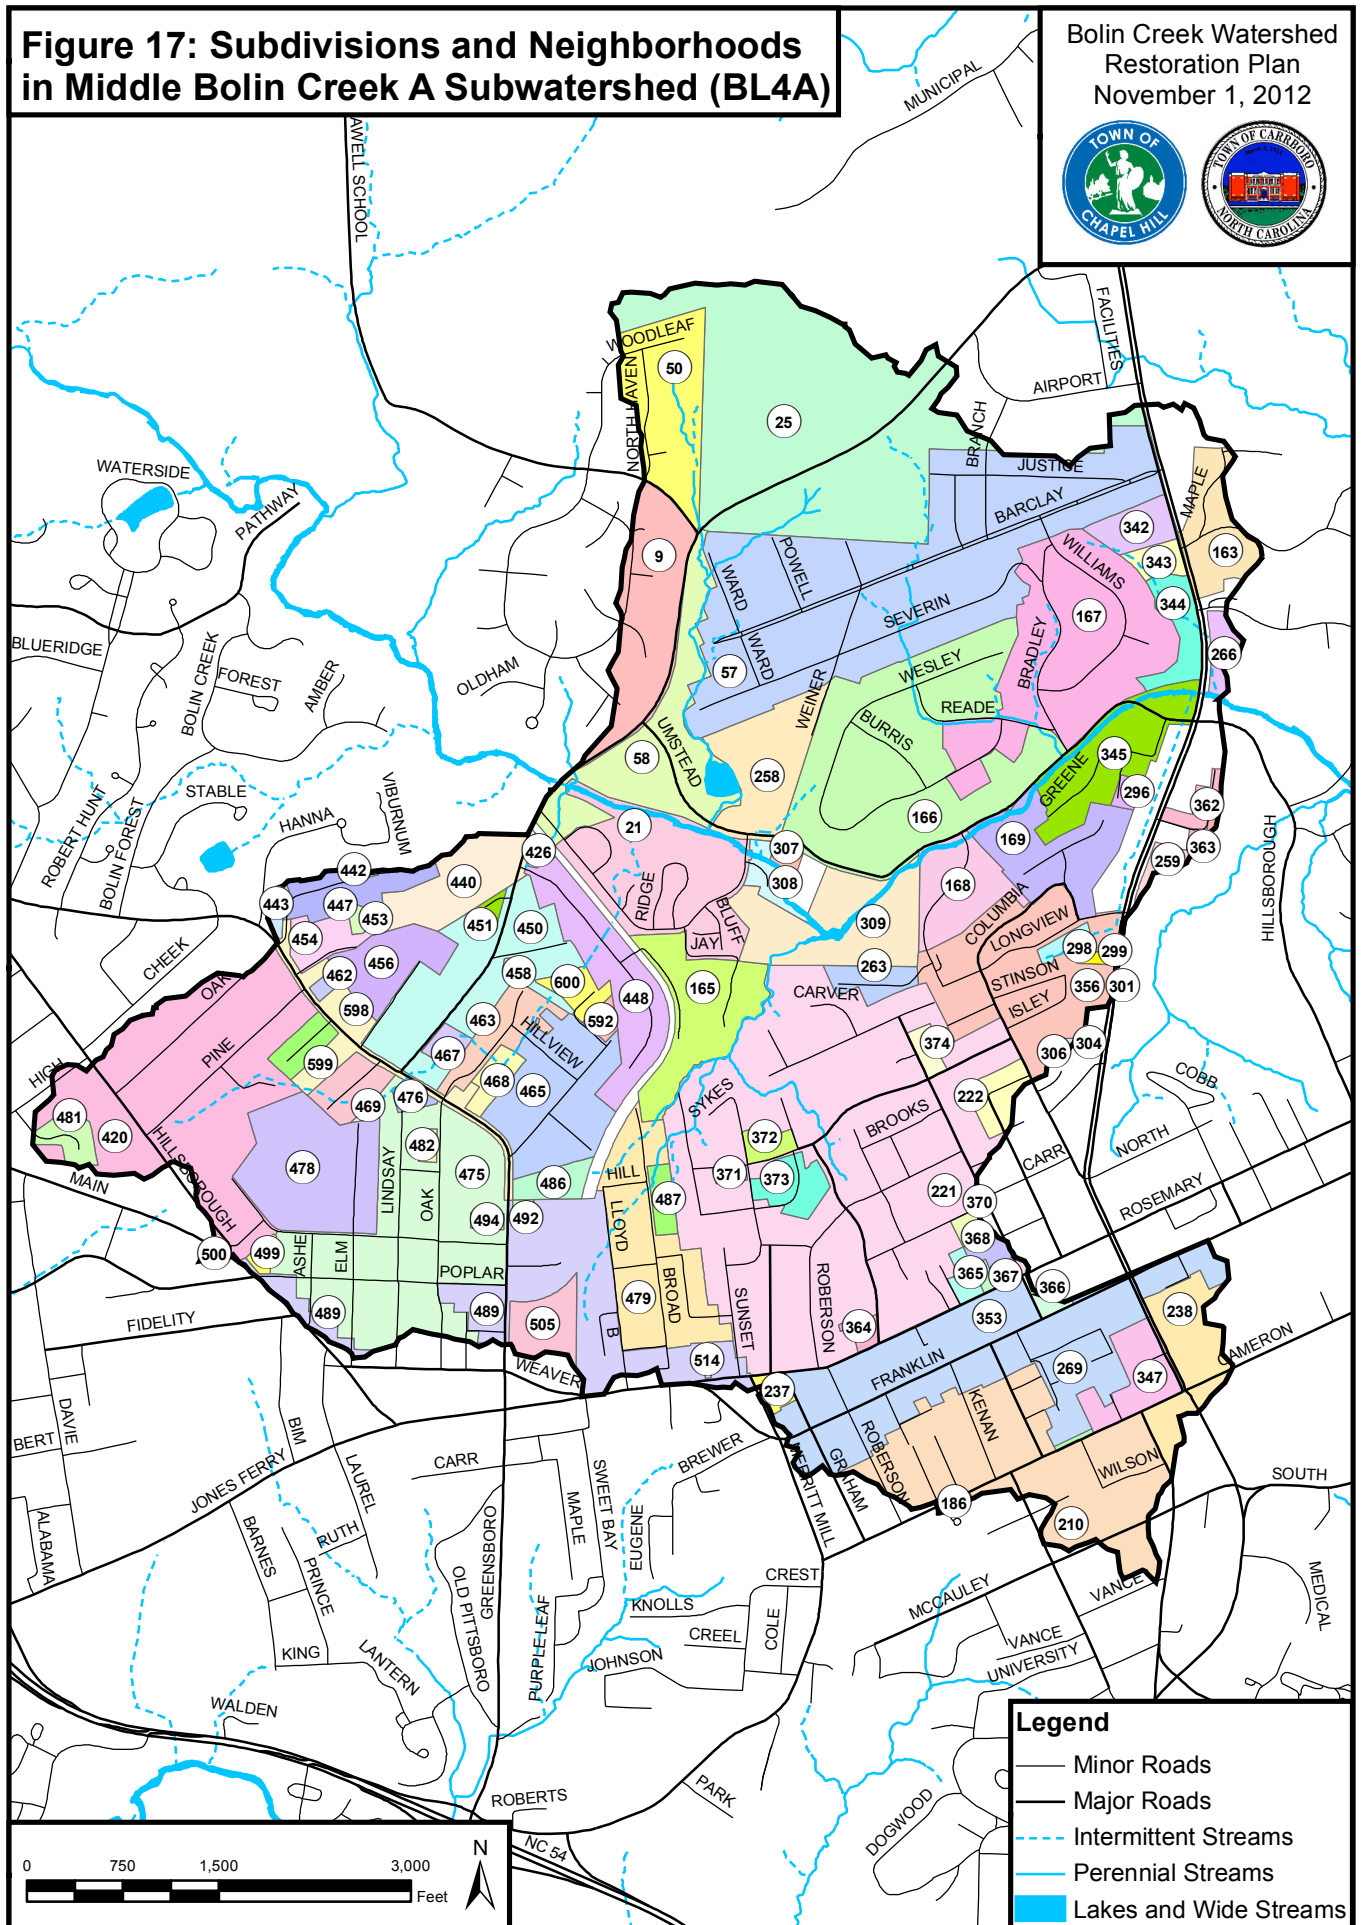 Figure 17: Subdivisions and Neighborhoods
in Middle Bolin Creek A Subwatershed (BL4A)
Bolin Creek Watershed
Restoration Plan
November 1, 2012
TOWN OF
CHAPEL HILL
TOWN OF CARRBORO
NORTH CAROLINA
MUNICIPAL
AWELL SCHOOL
FACILITIES
AIRPORT
WOODLEAF
50
NORTH HAVEN
25
BRANCH
JUSTICE
WATERSIDE
PATHWAY
BARCLAY
MAPLE
342
9
POWELL
WARD
WILLIAMS
343
163
SEVERIN
167
344
BLUERIDGE
BOLIN CREEK
FOREST
AMBER
OLDHAM
57
WARD
WESLEY
BRADLEY
266
WEINER
READE
BURRIS
UMSTEAD
58
258
345
GREENE
296
STABLE
VIBURNUM
HANNA
ROBERT HUNT
BOLIN FOREST
21
166
362
169
363
259
HILLSBOROUGH
307
426
308
442
440
443
447
453
451
450
RIDGE
BLUFF
JAY
168
309
COLUMBIA
LONGVIEW
454
456
462
CHEEK
OAK
458
600
448
165
263
CARVER
298
299
STINSON
356
301
ISLEY
598
463
592
HILLVIEW
PINE
467
599
468
465
374
306
304
HIGH
COBB
476
469
SYKES
222
481
420
482
372
BROOKS
NORTH
CARR
HILLSBOROUGH
478
LINDSAY
475
HILL
486
487
371
373
MAIN
221
370
ROSEMARY
OAK
494
492
LLOYD
368
500
499
ASHE
ELM
POPLAR
365
367
366
BROAD
SUNSET
ROBERSON
489
489
479
353
238
FIDELITY
505
B
364
FRANKLIN
269
CAMERON
WEAVER
514
347
237
KENAN
DAVIE
BERT
BIM
LAUREL
CARR
BREWER
MERRITT MILL
GRAHAM
ROBERSON
WILSON
SOUTH
JONES FERRY
SWEET BAY
MAPLE
186
210
ALABAMA
BARNES
RUTH
PRINCE
GREENSBORO
OLD PITTSBORO
EUGENE
CREST
MCCAULEY
VANCE
MEDICAL
KNOLLS
COLE
CREEL
VANCE
UNIVERSITY
KING
LANTERN
PURPLE LEAF
JOHNSON
WALDEN
ROBERTS
PARK
DOGWOOD
NC 54
Legend
Minor Roads
Major Roads
Intermittent Streams
Perennial Streams
Lakes and Wide Streams
0 750 1,500 3,000
Feet
N